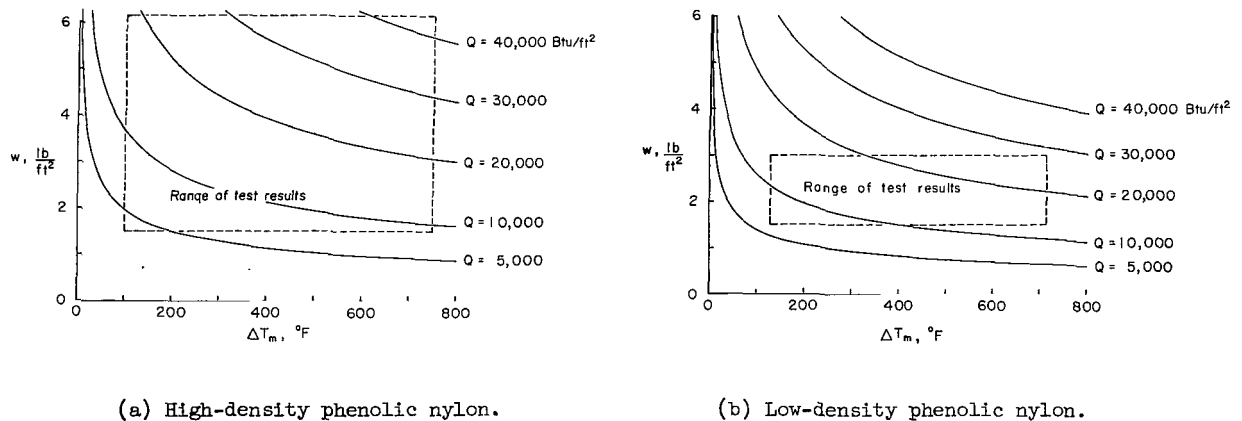 6
4
w, lb/ft²
2
0
Q = 40,000 Btu/ft²
Q = 30,000
Q = 20,000
Range of test results
Q = 10,000
Q = 5,000
0 200 400 600 800
ΔTm, °F
(a) High-density phenolic nylon.
6
4
w, lb/ft²
2
0
Q = 40,000 Btu/ft²
Q = 30,000
Range of test results
Q = 20,000
Q = 10,000
Q = 5,000
0 200 400 600 800
ΔTm, °F
(b) Low-density phenolic nylon.